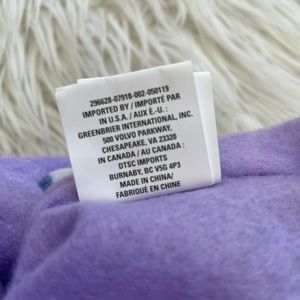 296628-07918-002-050119
IMPORTED BY / IMPORTÉ PAR
IN U.S.A. / AUX É.-U. :
GREENBRIER INTERNATIONAL, INC.
500 VOLVO PARKWAY,
CHESAPEAKE, VA 23320
IN CANADA / AU CANADA :
DTSC IMPORTS
BURNABY, BC V5G 4P3
MADE IN CHINA/
FABRIQUÉ EN CHINE